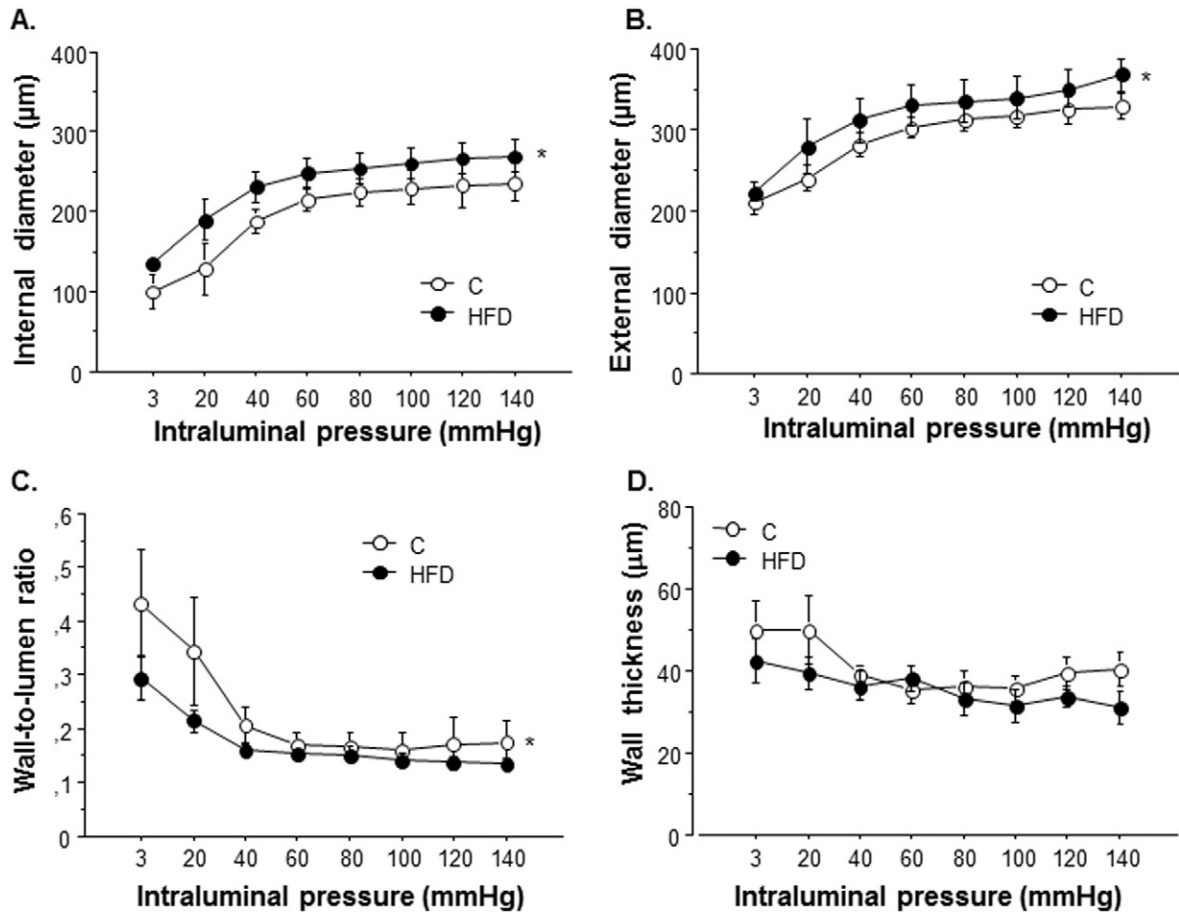 A.
400
300
200
100
0
Internal diameter (µm)
C
HFD
*
3 20 40 60 80 100 120 140
Intraluminal pressure (mmHg)
B.
400
300
200
100
0
External diameter (µm)
C
HFD
*
3 20 40 60 80 100 120 140
Intraluminal pressure (mmHg)
C.
,6
,5
,4
,3
,2
,1
0
Wall-to-lumen ratio
C
HFD
*
3 20 40 60 80 100 120 140
Intraluminal pressure (mmHg)
D.
80
60
40
20
0
Wall thickness (µm)
C
HFD
3 20 40 60 80 100 120 140
Intraluminal pressure (mmHg)